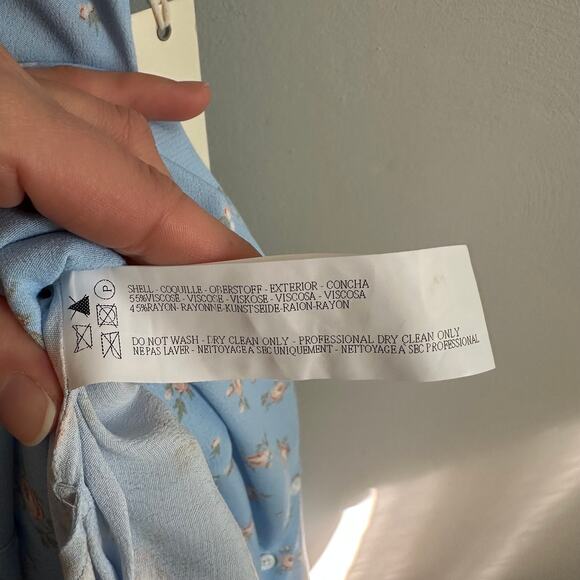 SHELL - COQUILLE - OBERSTOFF - EXTERIOR - CONCHA
55%VISCOSE - VISCOSE - VISKOSE - VISCOSA - VISCOSA
45%RAYON-RAYONNE-KUNSTSEIDE-RAION-RAYON
DO NOT WASH - DRY CLEAN ONLY - PROFESSIONAL DRY CLEAN ONLY
NE PAS LAVER - NETTOYAGE A SEC UNIQUEMENT - NETTOYAGE A SEC PROFESSIONAL
P